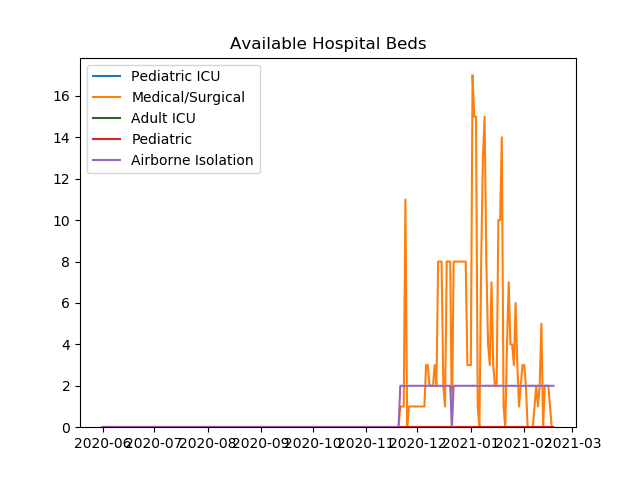 Available Hospital Beds
Pediatric ICU
Medical/Surgical
Adult ICU
Pediatric
Airborne Isolation
16
14
12
10
8
6
4
2
0
2020-06 2020-07 2020-08 2020-09 2020-10 2020-11 2020-12 2021-01 2021-02 2021-03